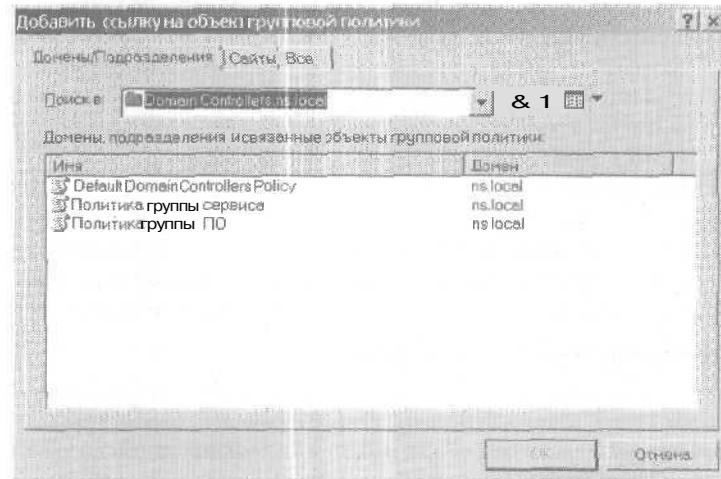 Добавить ссылку на объект групповой политики
Домены/Подразделения Сайты Все
Поиск в: Domain Controllers.ns.local & 1
Домены, подразделения и связанные объекты групповой политики:
Имя Домен
Default Domain Controllers Policy ns.local
Политика группы сервиса ns.local
Политика группы ПО ns.local
ОК Отмена